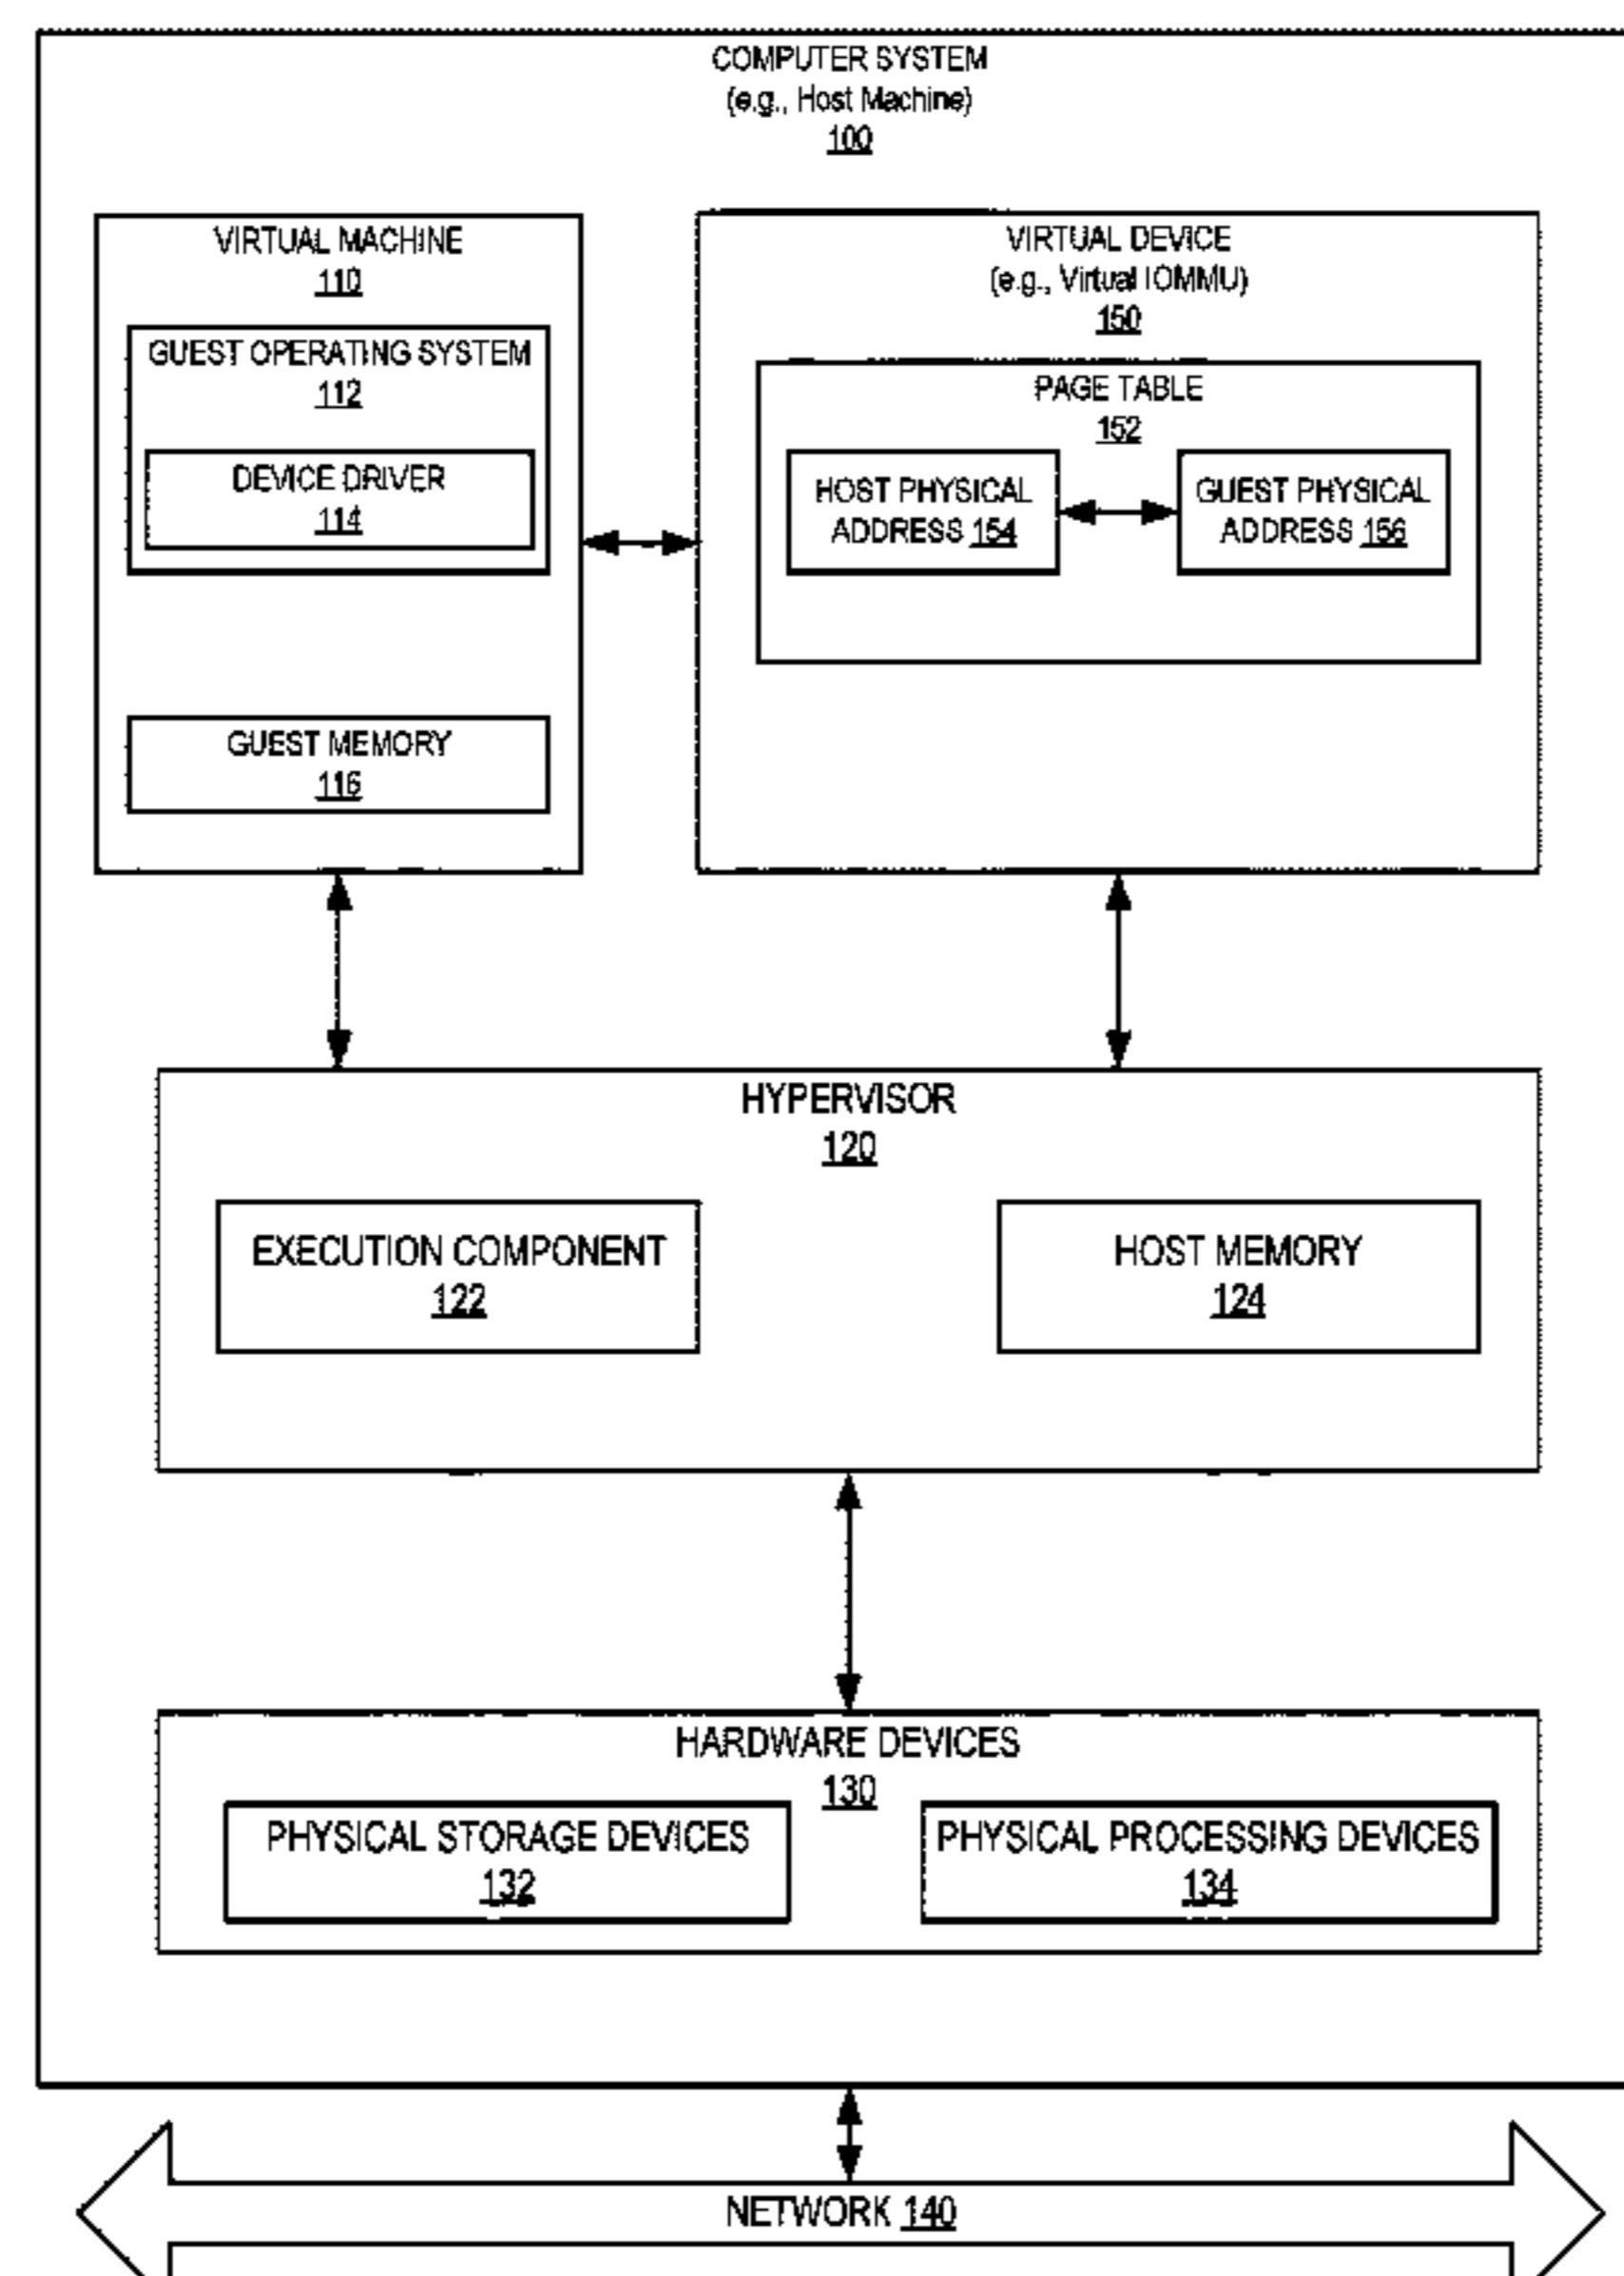 COMPUTER SYSTEM
(e.g., Host Machine)
100
VIRTUAL MACHINE
110
GUEST OPERATING SYSTEM
112
DEVICE DRIVER
114
GUEST MEMORY
116
VIRTUAL DEVICE
(e.g., Virtual IOMMU)
150
PAGE TABLE
152
HOST PHYSICAL
ADDRESS 154
GUEST PHYSICAL
ADDRESS 156
HYPERVISOR
120
EXECUTION COMPONENT
122
HOST MEMORY
124
HARDWARE DEVICES
130
PHYSICAL STORAGE DEVICES
132
PHYSICAL PROCESSING DEVICES
134
NETWORK 140